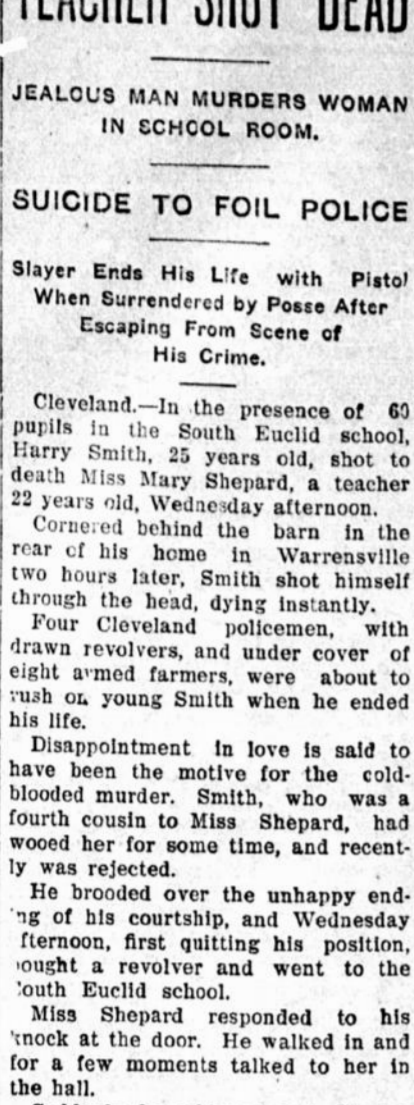 TEACHER SHOT DEAD
JEALOUS MAN MURDERS WOMAN
IN SCHOOL ROOM.
SUICIDE TO FOIL POLICE
Slayer Ends His Life with Pistol
When Surrendered by Posse After
Escaping From Scene of
His Crime.
Cleveland.—In the presence of 60
pupils in the South Euclid school,
Harry Smith, 25 years old, shot to
death Miss Mary Shepard, a teacher
22 years old, Wednesday afternoon.
Cornered behind the barn in the
rear of his home in Warrensville
two hours later, Smith shot himself
through the head, dying instantly.
Four Cleveland policemen, with
drawn revolvers, and under cover of
eight armed farmers, were about to
rush on young Smith when he ended
his life.
Disappointment in love is said to
have been the motive for the cold-
blooded murder. Smith, who was a
fourth cousin to Miss Shepard, had
wooed her for some time, and recent-
ly was rejected.
He brooded over the unhappy end-
ing of his courtship, and Wednesday
fternoon, first quitting his position,
ought a revolver and went to the
outh Euclid school.
Miss Shepard responded to his
knock at the door. He walked in and
for a few moments talked to her in
the hall.